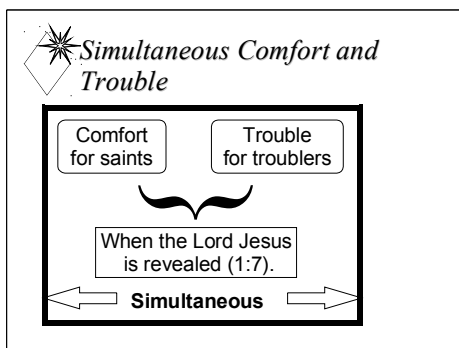 Simultaneous Comfort and
Trouble
Comfort
for saints
Trouble
for troublers
When the Lord Jesus
is revealed (1:7).
Simultaneous